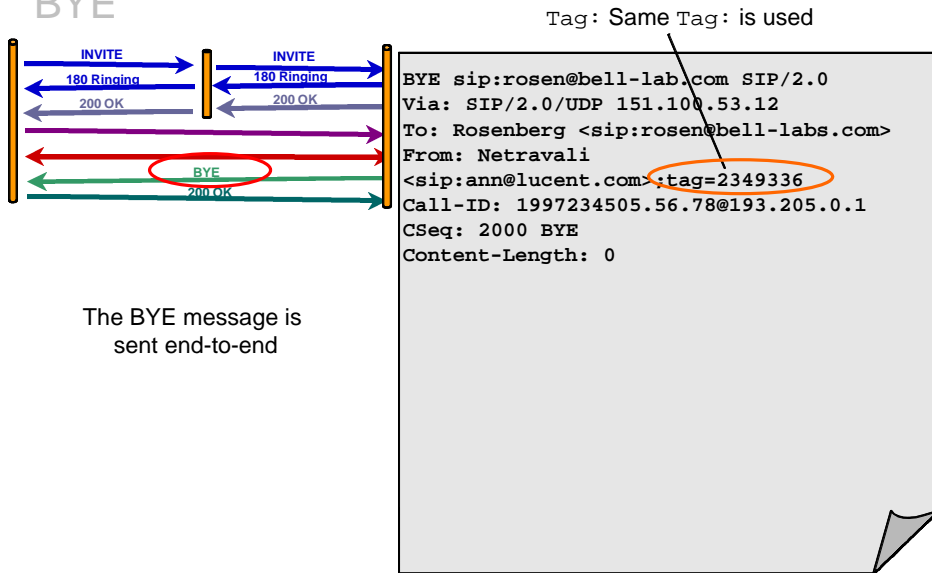 BYE
Tag: Same Tag: is used
INVITE
INVITE
180 Ringing
180 Ringing
200 OK
200 OK
BYE
200 OK
The BYE message is
sent end-to-end
BYE sip:rosen@bell-lab.com SIP/2.0
Via: SIP/2.0/UDP 151.100.53.12
To: Rosenberg <sip:rosen@bell-labs.com>
From: Netravali
<sip:ann@lucent.com>:tag=2349336
Call-ID: 1997234505.56.78@193.205.0.1
CSeq: 2000 BYE
Content-Length: 0